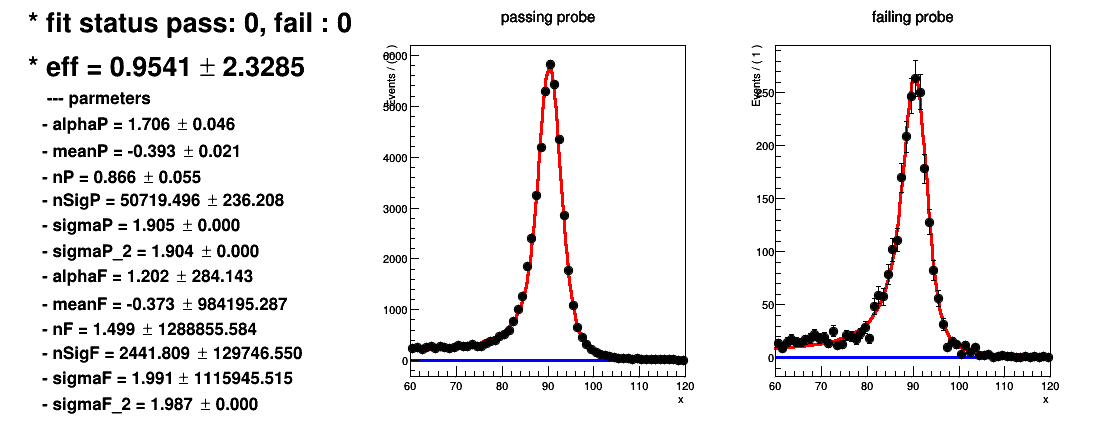 * fit status pass: 0, fail : 0
* eff = 0.9541 ± 2.3285
--- parmeters
- alphaP = 1.706 ± 0.046
- meanP = -0.393 ± 0.021
- nP = 0.866 ± 0.055
- nSigP = 50719.496 ± 236.208
- sigmaP = 1.905 ± 0.000
- sigmaP_2 = 1.904 ± 0.000
- alphaF = 1.202 ± 284.143
- meanF = -0.373 ± 984195.287
- nF = 1.499 ± 1288855.584
- nSigF = 2441.809 ± 129746.550
- sigmaF = 1.991 ± 1115945.515
- sigmaF_2 = 1.987 ± 0.000
passing probe
Events / ( 1 )
6000
5000
4000
3000
2000
1000
0
60 70 80 90 100 110 120
x
failing probe
Events / ( 1 )
250
200
150
100
50
0
60 70 80 90 100 110 120
x